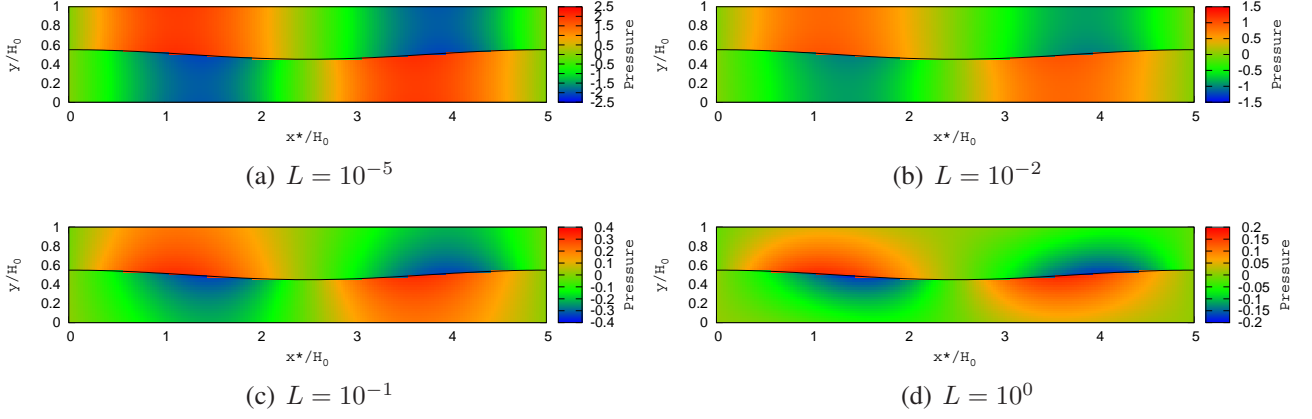 1
0.8
0.6
0.4
0.2
0
y/H₀
0 1 2 3 4 5
x*/H₀
2.5
1.5
0.5
-0.5
-1.5
-2.5
Pressure
(a) L = 10⁻⁵
1
0.8
0.6
0.4
0.2
0
y/H₀
0 1 2 3 4 5
x*/H₀
1.5
1
0.5
0
-0.5
-1
-1.5
Pressure
(b) L = 10⁻²
1
0.8
0.6
0.4
0.2
0
y/H₀
0 1 2 3 4 5
x*/H₀
0.4
0.3
0.2
0.1
0
-0.1
-0.2
-0.3
-0.4
Pressure
(c) L = 10⁻¹
1
0.8
0.6
0.4
0.2
0
y/H₀
0 1 2 3 4 5
x*/H₀
0.2
0.15
0.1
0.05
0
-0.05
-0.1
-0.15
-0.2
Pressure
(d) L = 10⁰